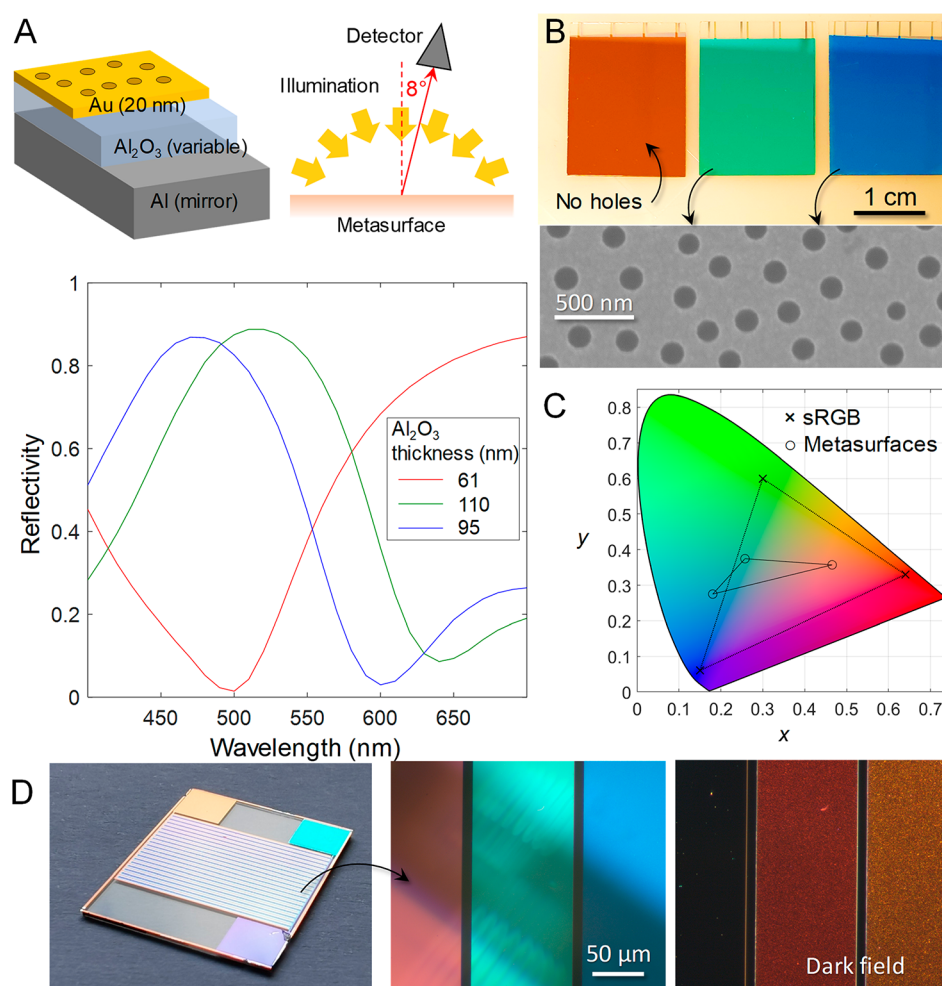 A
Au (20 nm)
Al2O3 (variable)
Al (mirror)
Detector
Illumination
8°
Metasurface
B
No holes
1 cm
500 nm
Reflectivity
1
0.8
0.6
0.4
0.2
0
450 500 550 600 650
Wavelength (nm)
Al2O3
thickness (nm)
61
110
95
C
× sRGB
○ Metasurfaces
y
0.8
0.7
0.6
0.5
0.4
0.3
0.2
0.1
0
0 0.1 0.2 0.3 0.4 0.5 0.6 0.7
x
D
50 µm
Dark field